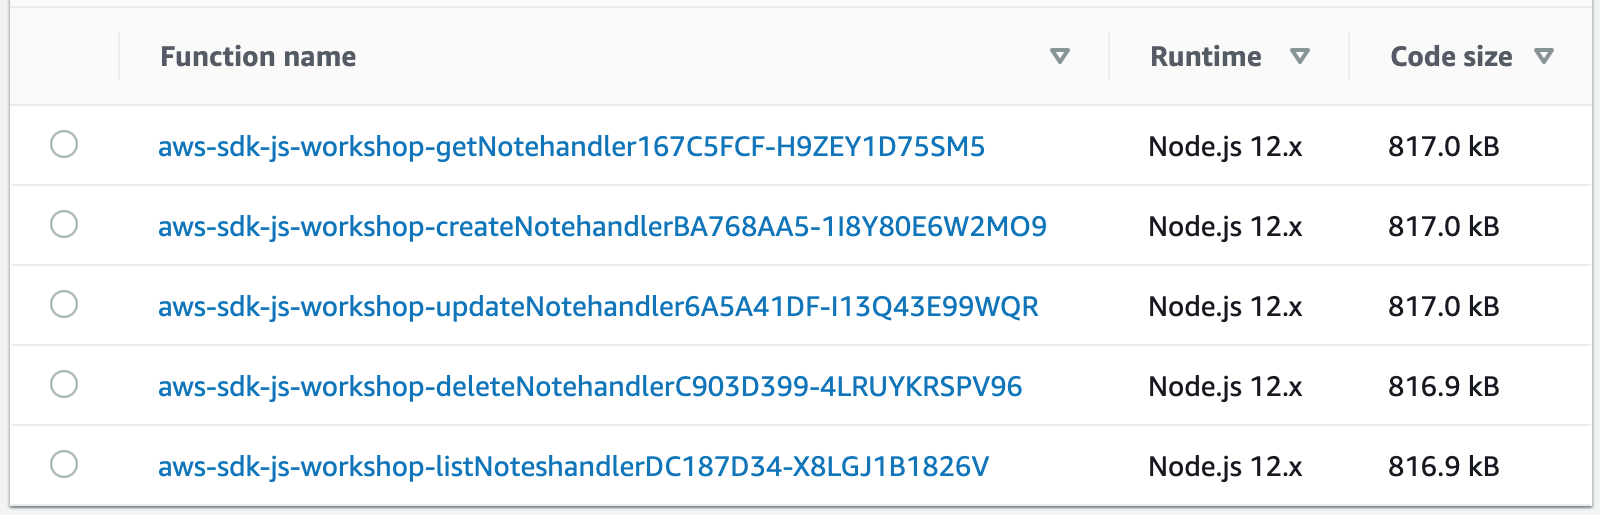 Function name Runtime Code size
aws-sdk-js-workshop-getNotehandler167C5FCF-H9ZEY1D75SM5 Node.js 12.x 817.0 kB
aws-sdk-js-workshop-createNotehandlerBA768AA5-1I8Y80E6W2MO9 Node.js 12.x 817.0 kB
aws-sdk-js-workshop-updateNotehandler6A5A41DF-I13Q43E99WQR Node.js 12.x 817.0 kB
aws-sdk-js-workshop-deleteNotehandlerC903D399-4LRUYKRSPV96 Node.js 12.x 816.9 kB
aws-sdk-js-workshop-listNoteshandlerDC187D34-X8LGJ1B1826V Node.js 12.x 816.9 kB